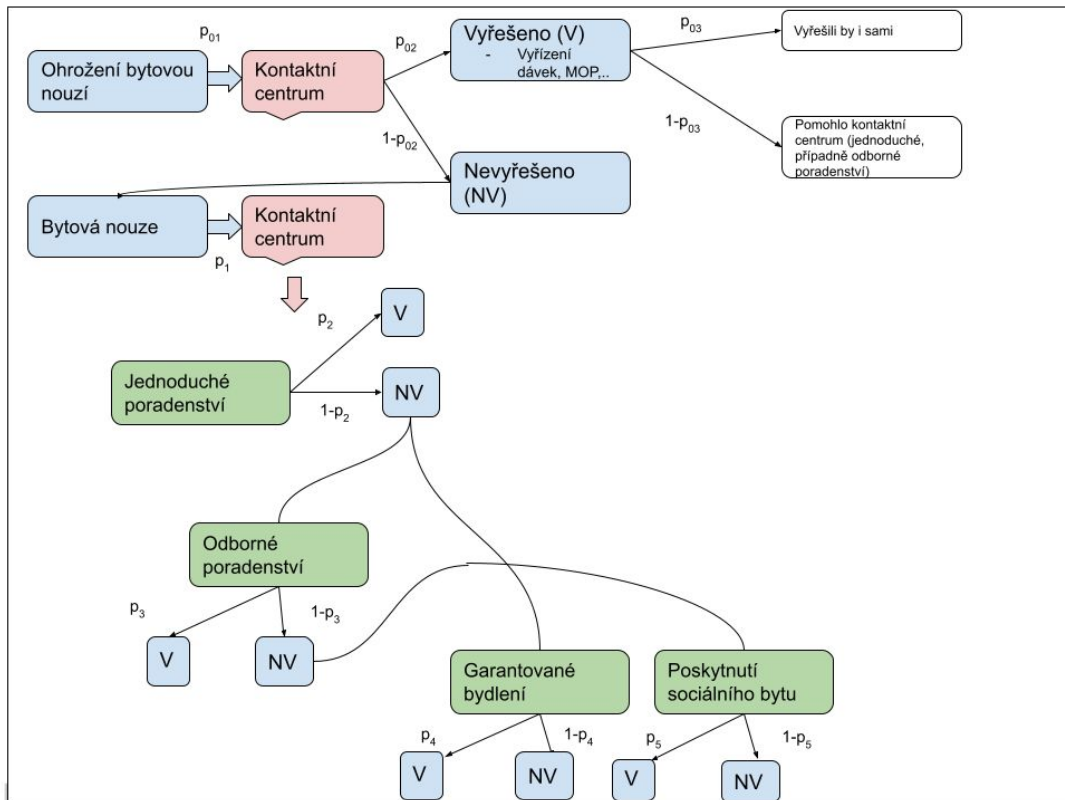 p01
Ohrožení bytovou
nouzí
Kontaktní
centrum
p02
1-p02
Vyřešeno (V)
- Vyřízení
dávek, MOP,..
p03
1-p03
Vyřešili by i sami
Pomohlo kontaktní
centrum (jednoduché,
případně odborné
poradenství)
Nevyřešeno
(NV)
Bytová nouze
p1
Kontaktní
centrum
p2
V
Jednoduché
poradenství
1-p2
NV
Odborné
poradenství
p3
1-p3
V
NV
Garantované
bydlení
Poskytnutí
sociálního bytu
p4
1-p4
p5
1-p5
V
NV
V
NV